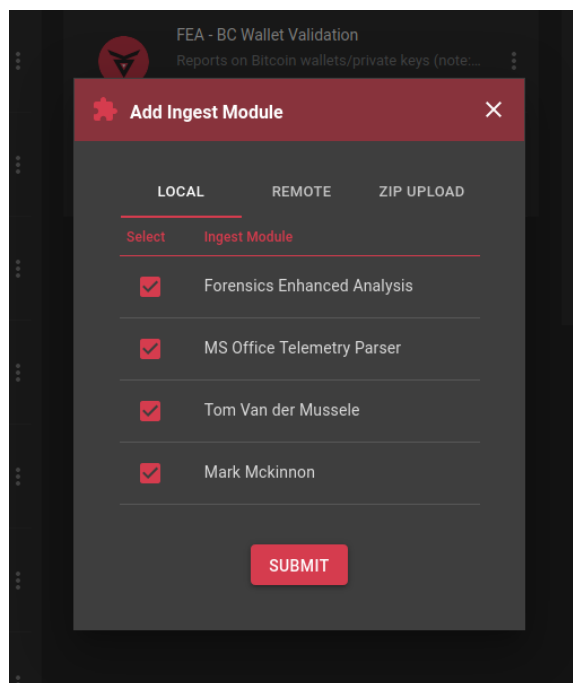 FEA - BC Wallet Validation
Reports on Bitcoin wallets/private keys (note:...
Add Ingest Module
LOCAL REMOTE ZIP UPLOAD
Select Ingest Module
Forensics Enhanced Analysis
MS Office Telemetry Parser
Tom Van der Mussele
Mark Mckinnon
SUBMIT